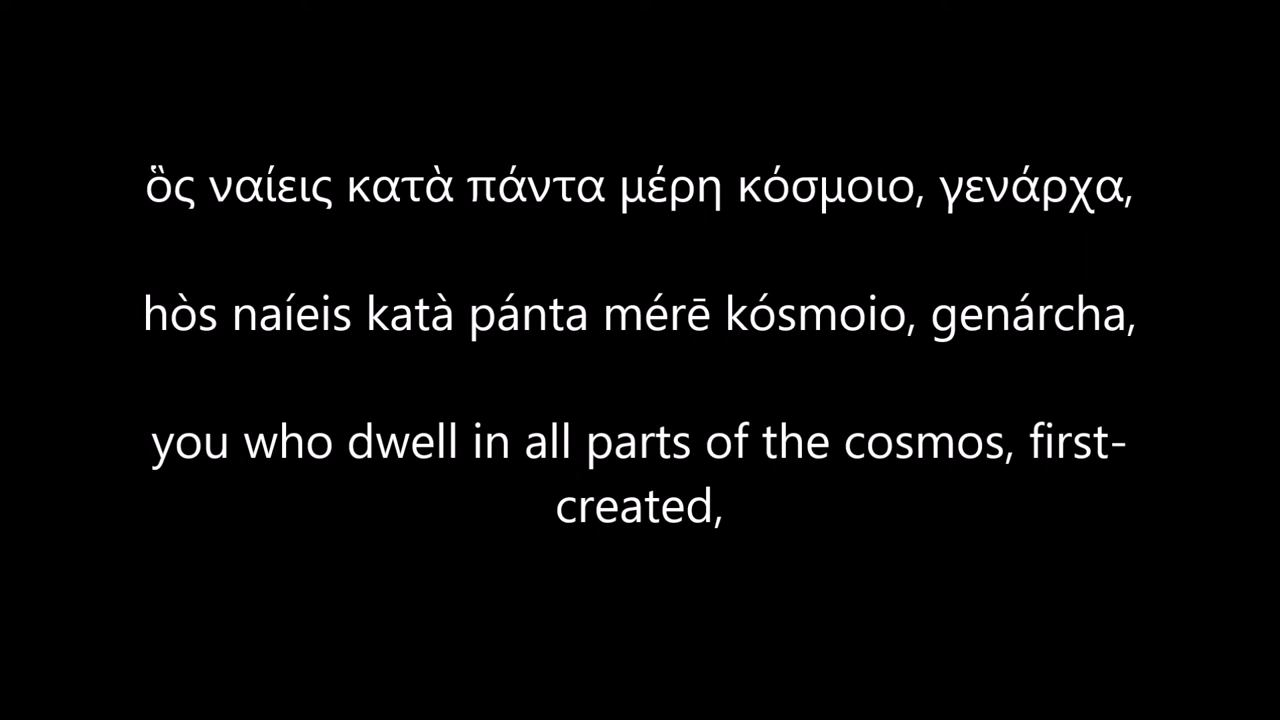 ὃς ναίεις κατὰ πάντα μέρη κόσμοιο, γενάρχα,
hòs naíeis katà pánta mérē kósmoio, genárcha,
you who dwell in all parts of the cosmos, first-
created,